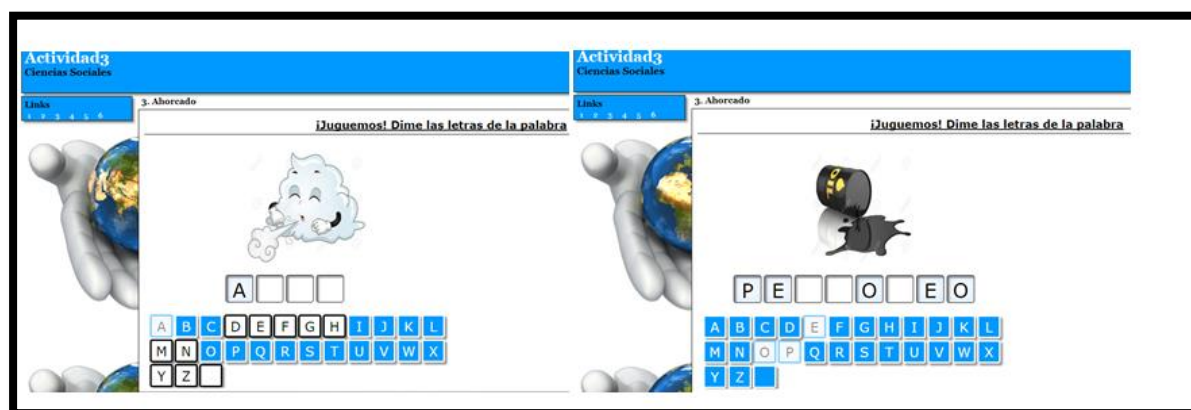 Actividad3
Ciencias Sociales
Links
1 2 3 4 5 6
3. Ahorcado
¡Juguemos! Dime las letras de la palabra
A
A B C D E F G H I J K L
M N O P Q R S T U V W X
Y Z
Actividad3
Ciencias Sociales
Links
1 2 3 4 5 6
3. Ahorcado
¡Juguemos! Dime las letras de la palabra
OIL
P E O E O
A B C D E F G H I J K L
M N O P Q R S T U V W X
Y Z